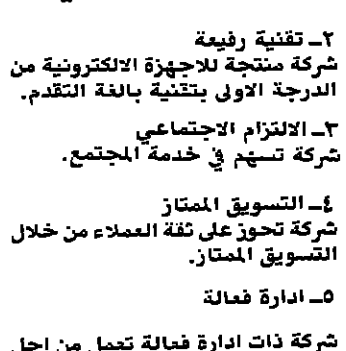 ٢ـ تقنية رفيعة
شركة منتجة للاجهزة الالكترونية من
الدرجة الاولى بتقنية بالغة التقدم.
٣ـ الالتزام الاجتماعي
شركة تسهم في خدمة المجتمع.
٤ـ التسويق الممتاز
شركة تحوز على ثقة العملاء من خلال
التسويق الممتاز.
٥ـ ادارة فعالة
شركة ذات ادارة فعالة تعمل من اجل